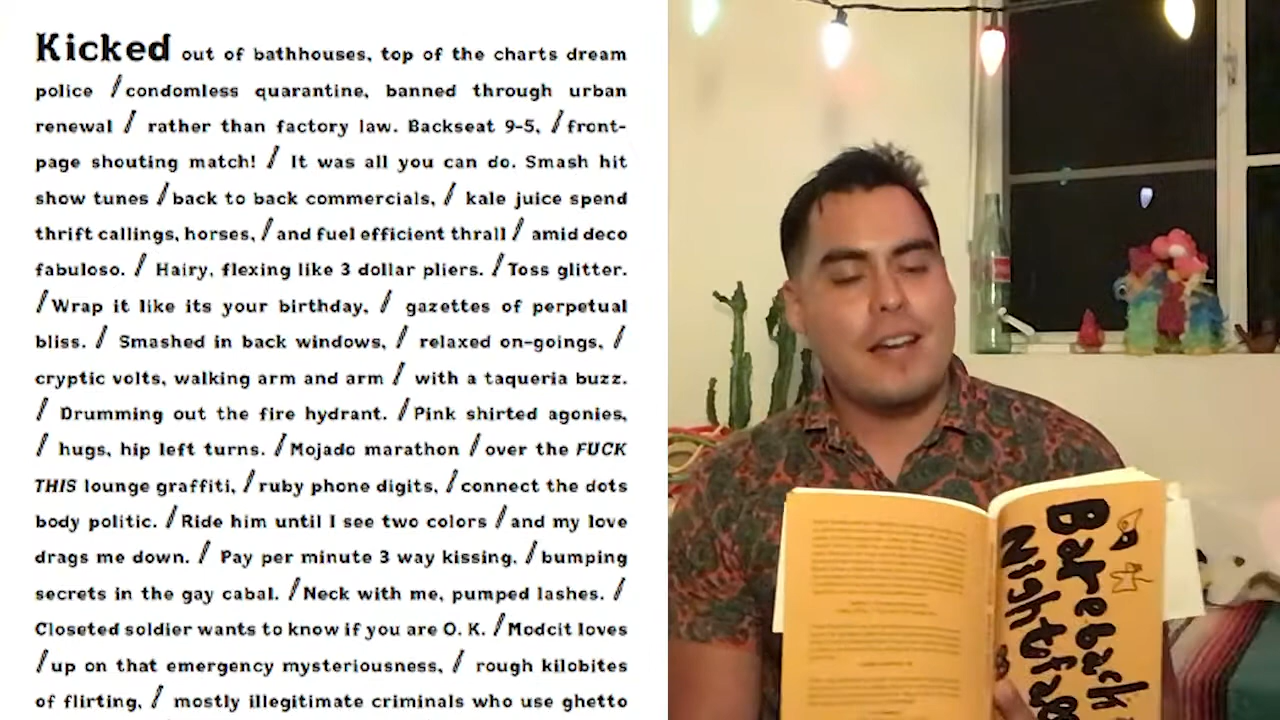 Kicked out of bathhouses, top of the charts dream
police / condomless quarantine, banned through urban
renewal / rather than factory law. Backseat 9-5, / front-
page shouting match! / It was all you can do. Smash hit
show tunes / back to back commercials, / kale juice spend
thrift callings, horses, / and fuel efficient thrall / amid deco
fabuloso. / Hairy, flexing like 3 dollar pliers. / Toss glitter.
/ Wrap it like its your birthday, / gazettes of perpetual
bliss. / Smashed in back windows, / relaxed on-goings, /
cryptic volts, walking arm and arm / with a taqueria buzz.
/ Drumming out the fire hydrant. / Pink shirted agonies,
/ hugs, hip left turns. / Mojado marathon / over the FUCK
THIS lounge graffiti, / ruby phone digits, / connect the dots
body politic. / Ride him until I see two colors / and my love
drags me down. / Pay per minute 3 way kissing, / bumping
secrets in the gay cabal. / Neck with me, pumped lashes. /
Closeted soldier wants to know if you are O. K. / Modcit loves
/ up on that emergency mysteriousness, / rough kilobites
of flirting, / mostly illegitimate criminals who use ghetto
Bareback